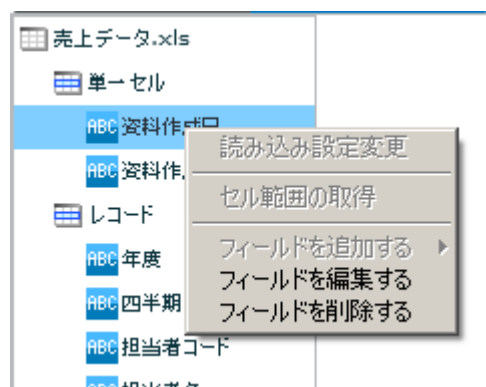 売上データ.xls
単一セル
ABC 資料作成日
ABC 資料作
レコード
ABC 年度
ABC 四半期
ABC 担当者コード
読み込み設定変更
セル範囲の取得
フィールドを追加する
フィールドを編集する
フィールドを削除する